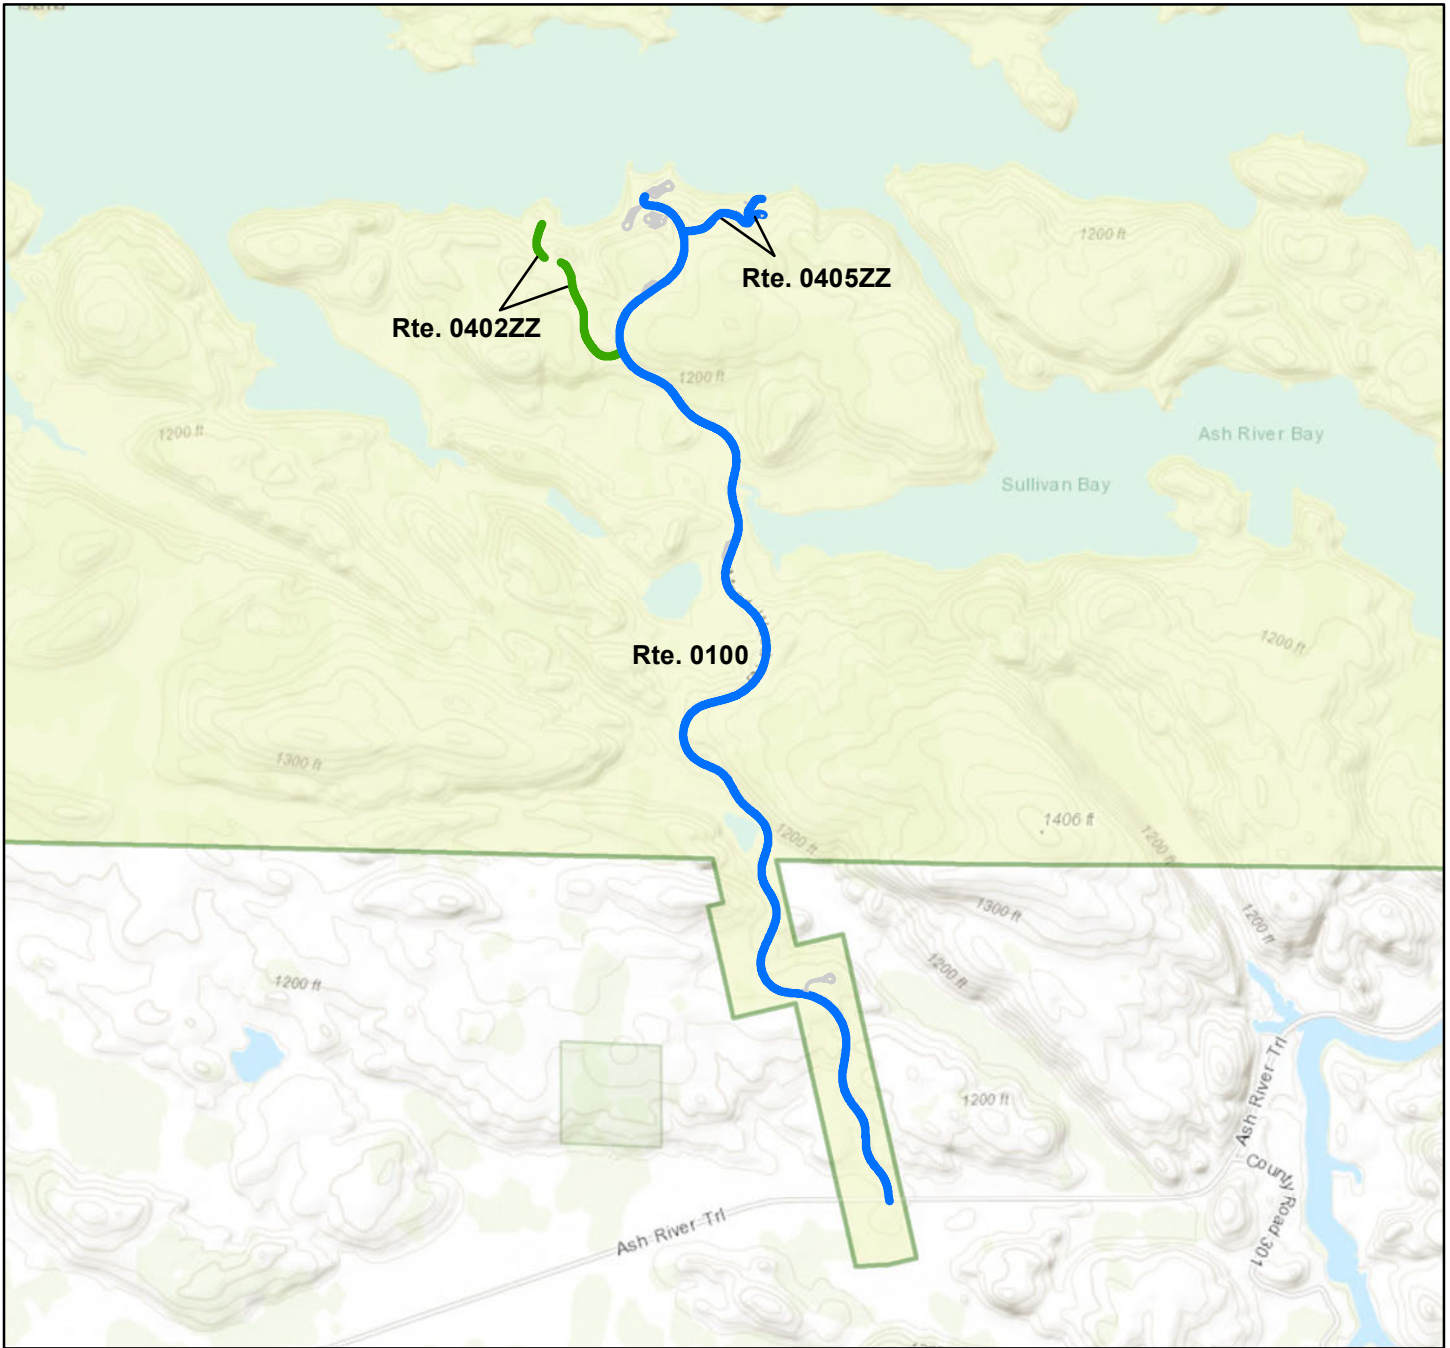 Island
1200 ft
Rte. 0405ZZ
Rte. 0402ZZ
1200 ft
1200 ft
Ash River Bay
Sullivan Bay
1200 ft
Rte. 0100
1300 ft
1406 ft
1200 ft
1200 ft
1300 ft
1200 ft
1200 ft
1200 ft
1200 ft
Ash River Trl
County Road 301
Ash River Trl